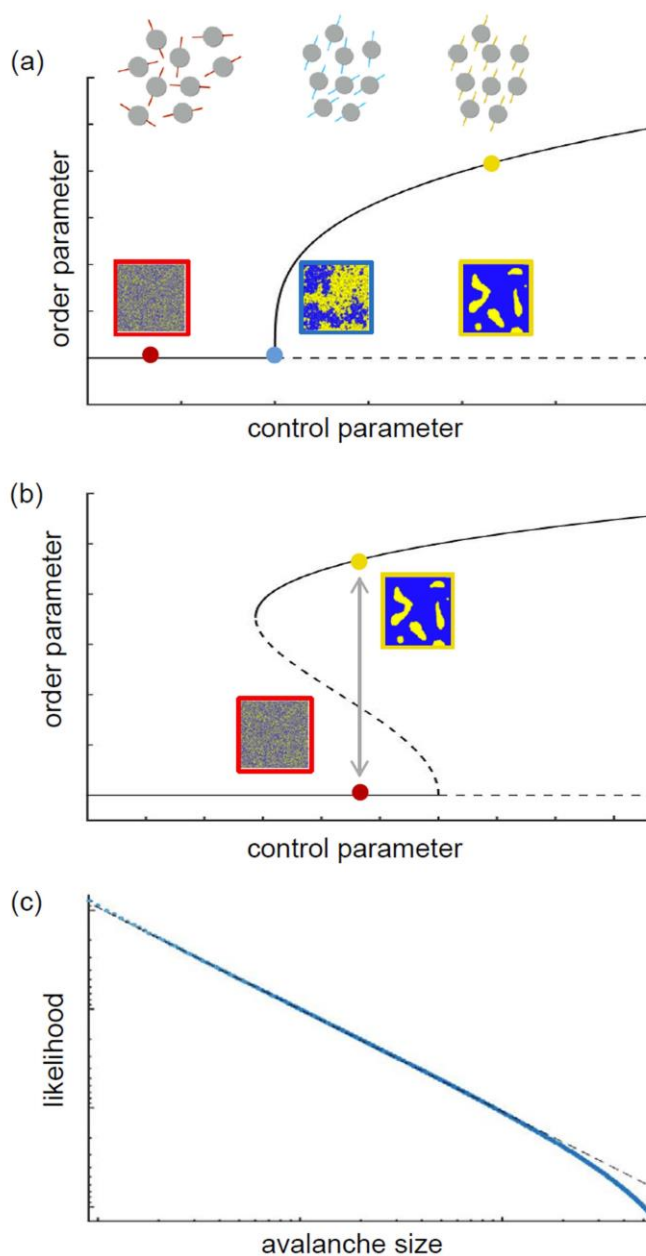 (a)
order parameter
control parameter
(b)
order parameter
control parameter
(c)
likelihood
avalanche size